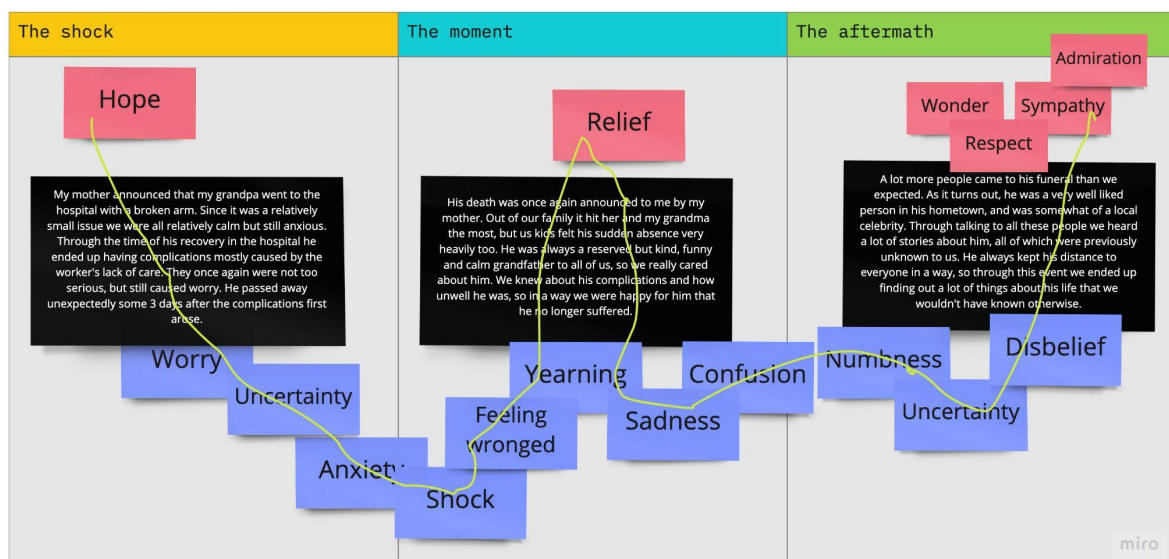 The shock
Hope
My mother announced that my grandpa went to the
hospital with a broken arm. Since it was a relatively
small issue we were all relatively calm but still anxious.
Through the time of his recovery in the hospital he
ended up having complications mostly caused by the
worker's lack of care. They once again were not too
serious, but still caused worry. He passed away
unexpectedly some 3 days after the complications first
arose.
Worry
Uncertainty
Anxiety
Shock
The moment
Relief
His death was once again announced to me by my
mother. Out of our family it hit her and my grandma
the most, but us kids felt his sudden absence very
heavily too. He was always a reserved but kind, funny
and calm grandfather to all of us, so we really cared
about him. We knew about his complications and how
unwell he was, so in a way we were happy for him that
he no longer suffered.
Feeling
wronged
Yearning
Sadness
Confusion
The aftermath
Admiration
Wonder
Sympathy
Respect
A lot more people came to his funeral than we
expected. As it turns out, he was a very well liked
person in his hometown, and was somewhat of a local
celebrity. Through talking to all these people we heard
a lot of stories about him, all of which were previously
unknown to us. He always kept his distance to
everyone in a way, so through this event we ended up
finding out a lot of things about his life that we
wouldn't have known otherwise.
Numbness
Uncertainty
Disbelief
miro